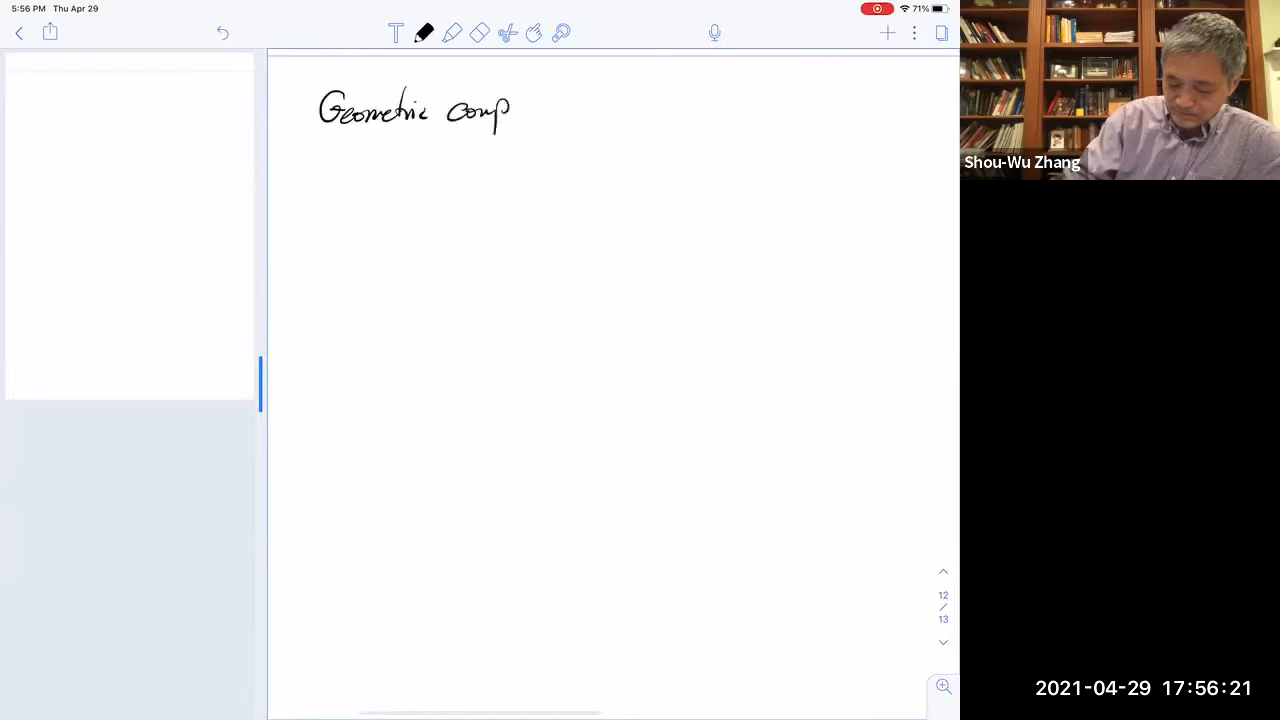 5:56 PM Thu Apr 29
71%
T
Geometric comp
Shou-Wu Zhang
12
13
2021-04-29 17:56:21